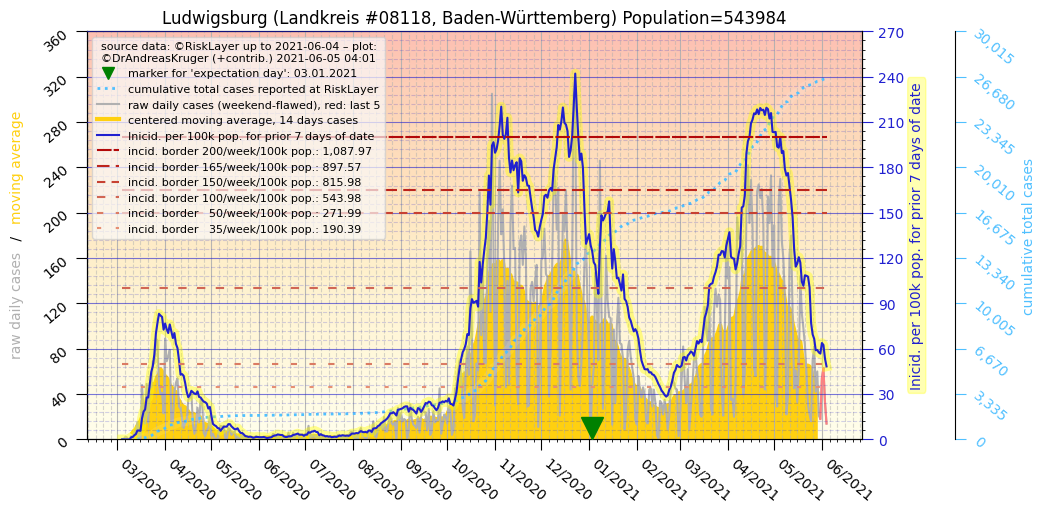 Ludwigsburg (Landkreis #08118, Baden-Württemberg) Population=543984
source data: ©RiskLayer up to 2021-06-04 – plot:
©DrAndreasKruger (+contrib.) 2021-06-05 04:01
marker for 'expectation day': 03.01.2021
cumulative total cases reported at RiskLayer
raw daily cases (weekend-flawed), red: last 5
centered moving average, 14 days cases
Inicid. per 100k pop. for prior 7 days of date
incid. border 200/week/100k pop.: 1,087.97
incid. border 165/week/100k pop.: 897.57
incid. border 150/week/100k pop.: 815.98
incid. border 100/week/100k pop.: 543.98
incid. border   50/week/100k pop.: 271.99
incid. border   35/week/100k pop.: 190.39
raw daily cases / moving average
360
320
280
240
200
160
120
80
40
0
03/2020
04/2020
05/2020
06/2020
07/2020
08/2020
09/2020
10/2020
11/2020
12/2020
01/2021
02/2021
03/2021
04/2021
05/2021
06/2021
270
240
210
180
150
120
90
60
30
0
Inicid. per 100k pop. for prior 7 days of date
30,015
26,680
23,345
20,010
16,675
13,340
10,005
6,670
3,335
0
cumulative total cases